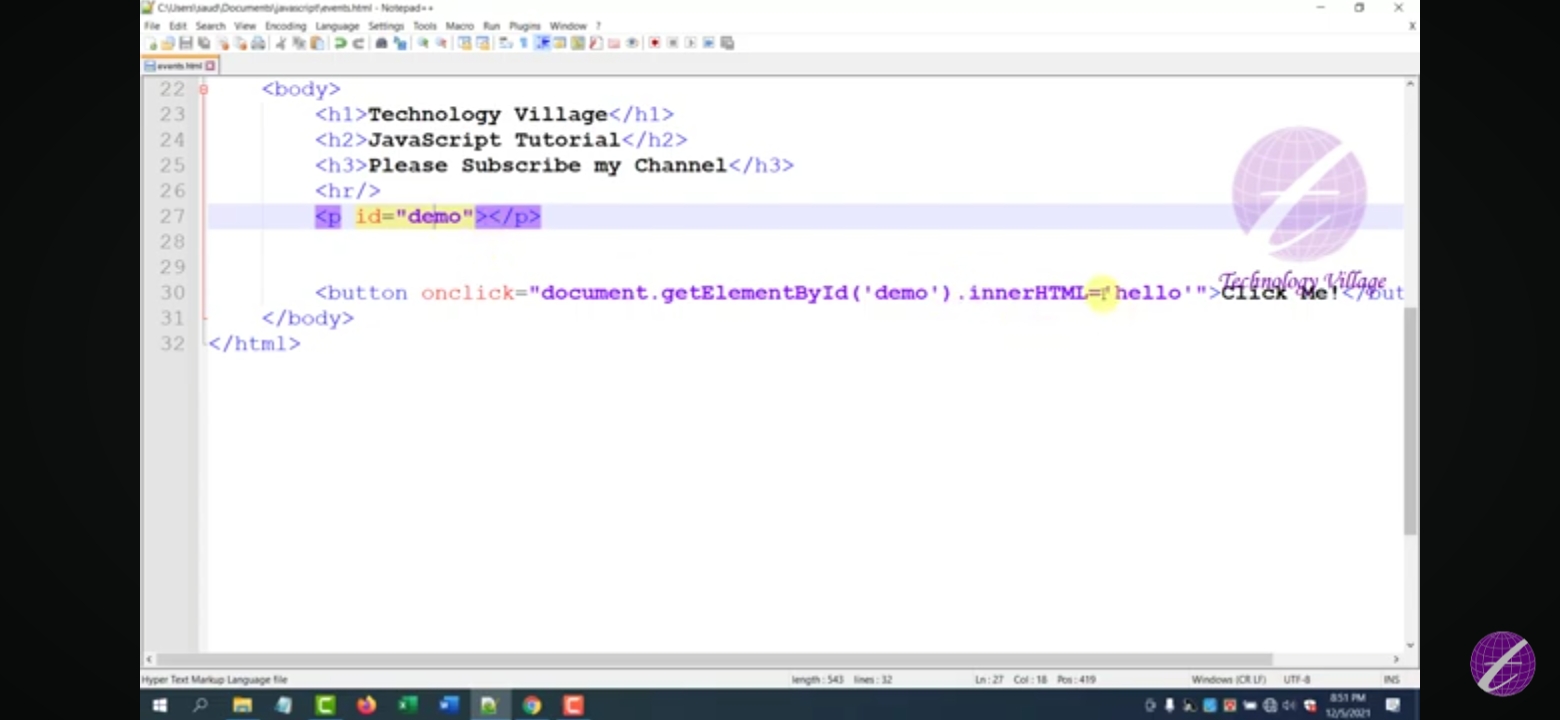 C:\Users\saud\Documents\javascript\events.html - Notepad++
File Edit Search View Encoding Language Settings Tools Macro Run Plugins Window ?
X
events.html
22 <body>
23 <h1>Technology Village</h1>
24 <h2>JavaScript Tutorial</h2>
25 <h3>Please Subscribe my Channel</h3>
26 <hr/>
27 <p id="demo"></p>
28
29
Technology Village
30 <button onclick="document.getElementById('demo').innerHTML='hello'">Click Me!</but
31 </body>
32 </html>
Hyper Text Markup Language file length : 543 lines : 32 Ln : 27 Col : 18 Pos : 419 Windows (CR LF) UTF-8 INS
8:51 PM
12/5/2021